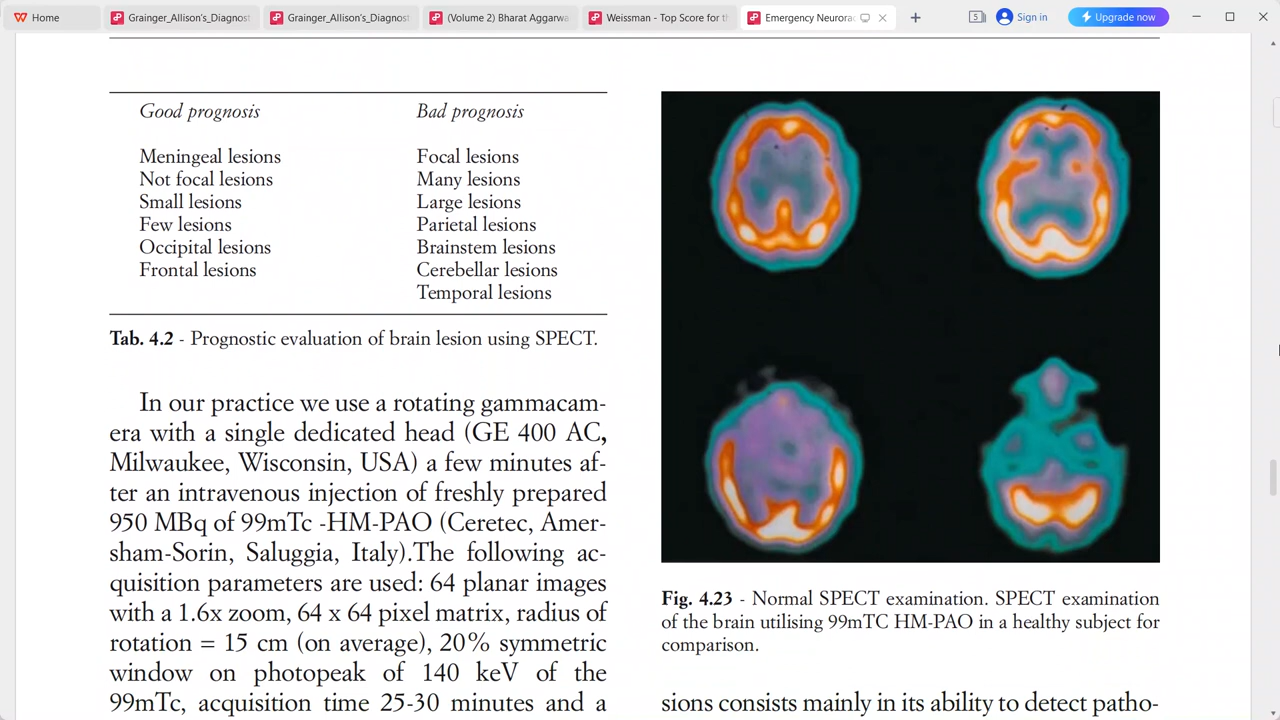 Home
Grainger_Allison's_Diagnost
Grainger_Allison's_Diagnost
(Volume 2) Bharat Aggarwa
Weissman - Top Score for t
Emergency Neurora
5
Sign in
Upgrade now
Good prognosis Bad prognosis
Meningeal lesions Focal lesions
Not focal lesions Many lesions
Small lesions Large lesions
Few lesions Parietal lesions
Occipital lesions Brainstem lesions
Frontal lesions Cerebellar lesions
Temporal lesions
Tab. 4.2 - Prognostic evaluation of brain lesion using SPECT.
In our practice we use a rotating gammacam-
era with a single dedicated head (GE 400 AC,
Milwaukee, Wisconsin, USA) a few minutes af-
ter an intravenous injection of freshly prepared
950 MBq of 99mTc -HM-PAO (Ceretec, Amer-
sham-Sorin, Saluggia, Italy).The following ac-
quisition parameters are used: 64 planar images
with a 1.6x zoom, 64 x 64 pixel matrix, radius of
rotation = 15 cm (on average), 20% symmetric
window on photopeak of 140 keV of the
99mTc, acquisition time 25-30 minutes and a
Fig. 4.23 - Normal SPECT examination. SPECT examination
of the brain utilising 99mTC HM-PAO in a healthy subject for
comparison.
sions consists mainly in its ability to detect patho-